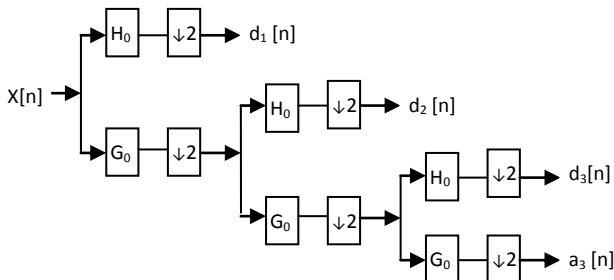 H₀ ↓2 d₁ [n]
X[n]
H₀ ↓2 d₂ [n]
G₀ ↓2
H₀ ↓2 d₃[n]
G₀ ↓2
G₀ ↓2 a₃ [n]